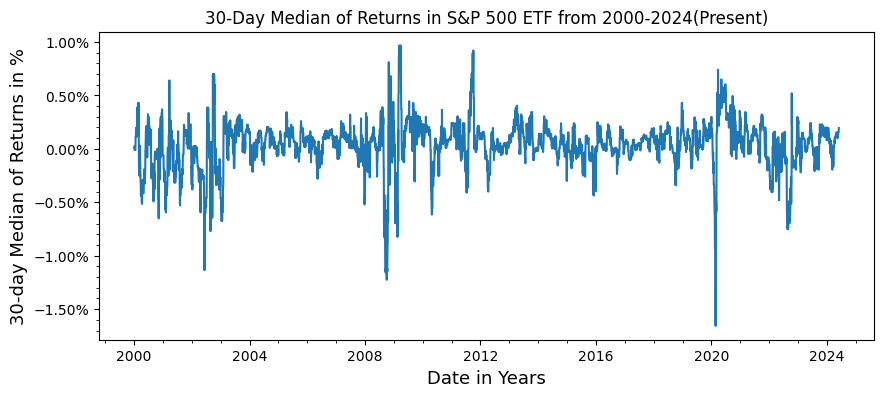 30-Day Median of Returns in S&P 500 ETF from 2000-2024(Present)
30-day Median of Returns in %
1.00%
0.50%
0.00%
−0.50%
−1.00%
−1.50%
2000 2004 2008 2012 2016 2020 2024
Date in Years